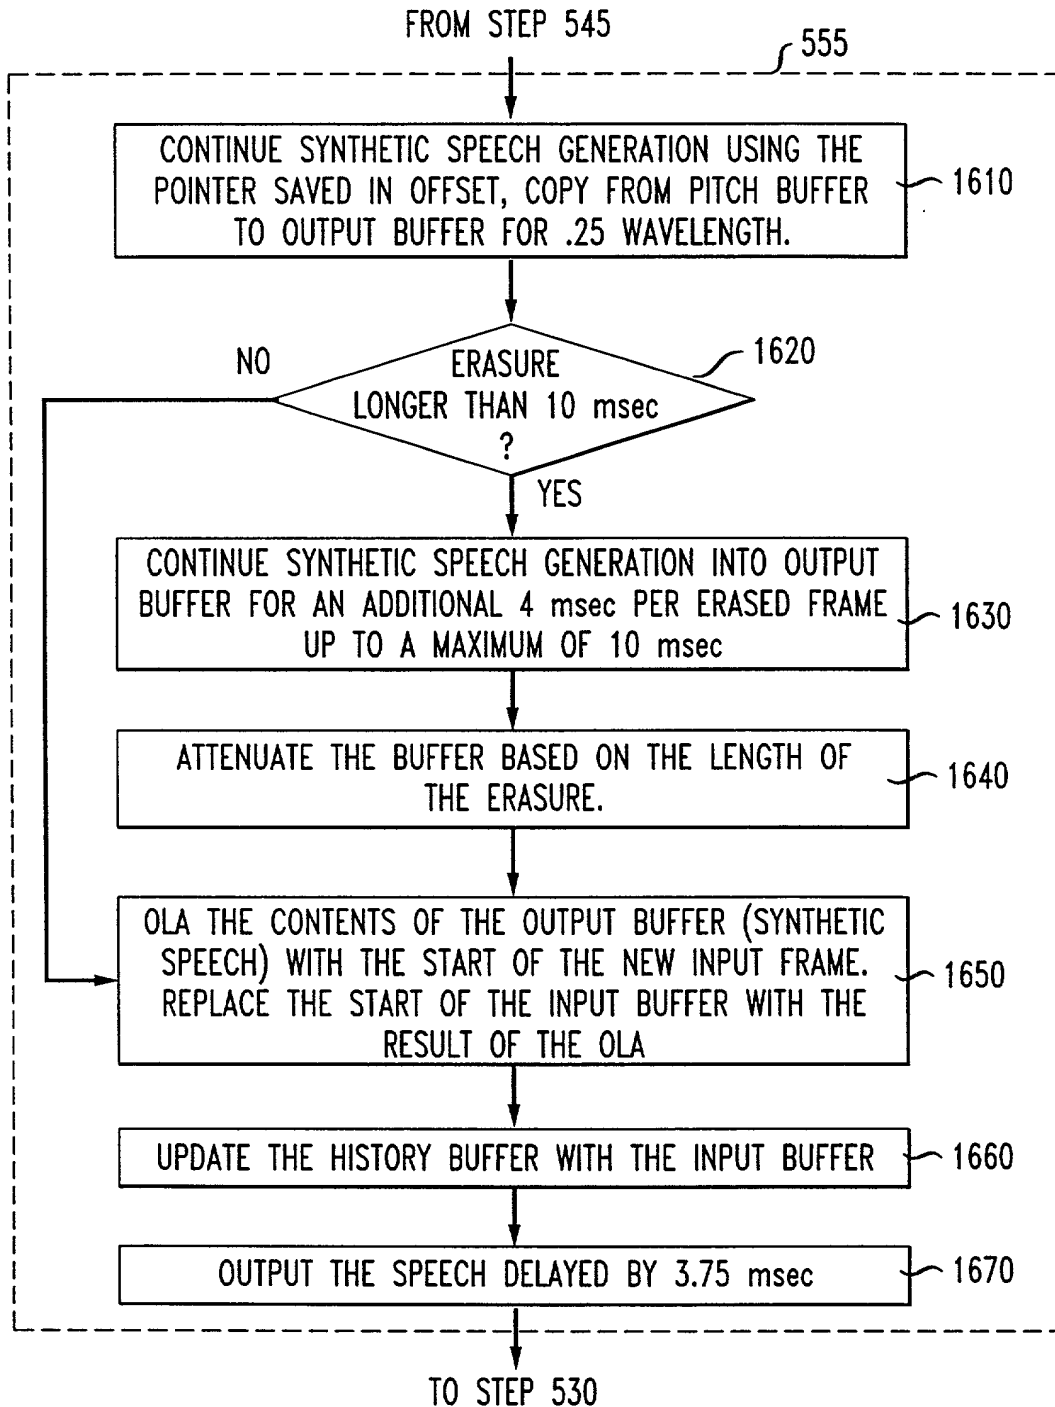 FROM STEP 545
555
CONTINUE SYNTHETIC SPEECH GENERATION USING THE
POINTER SAVED IN OFFSET, COPY FROM PITCH BUFFER
TO OUTPUT BUFFER FOR .25 WAVELENGTH.
1610
NO
ERASURE
LONGER THAN 10 msec
?
1620
YES
CONTINUE SYNTHETIC SPEECH GENERATION INTO OUTPUT
BUFFER FOR AN ADDITIONAL 4 msec PER ERASED FRAME
UP TO A MAXIMUM OF 10 msec
1630
ATTENUATE THE BUFFER BASED ON THE LENGTH OF
THE ERASURE.
1640
OLA THE CONTENTS OF THE OUTPUT BUFFER (SYNTHETIC
SPEECH) WITH THE START OF THE NEW INPUT FRAME.
REPLACE THE START OF THE INPUT BUFFER WITH THE
RESULT OF THE OLA
1650
UPDATE THE HISTORY BUFFER WITH THE INPUT BUFFER
1660
OUTPUT THE SPEECH DELAYED BY 3.75 msec
1670
TO STEP 530